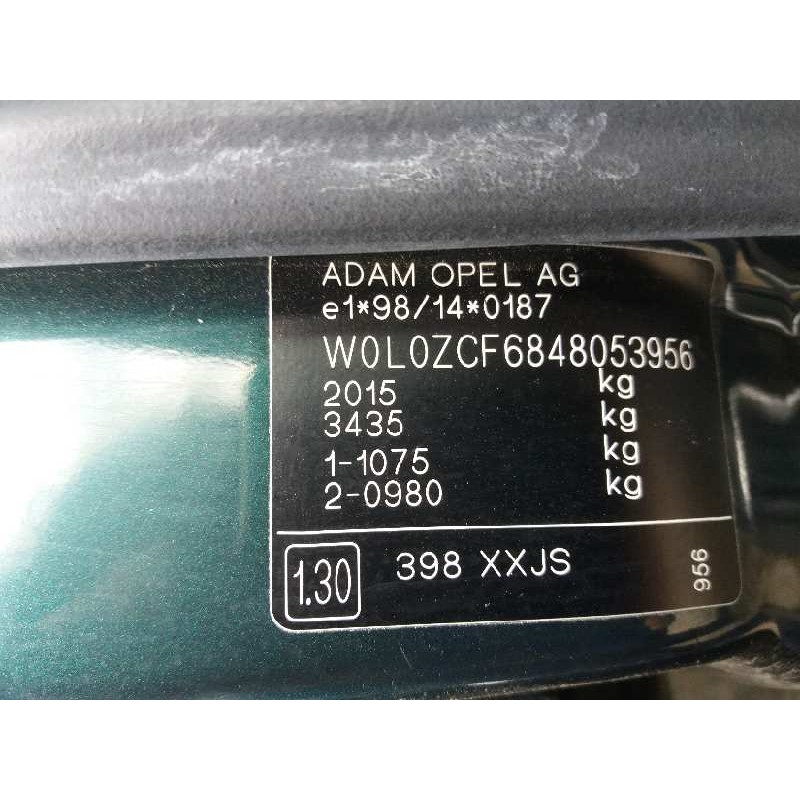 ADAM OPEL AG
e1*98/14*0187
W0L0ZCF6848053956
2015 kg
3435 kg
1-1075 kg
2-0980 kg
1.30 398 XXJS 956